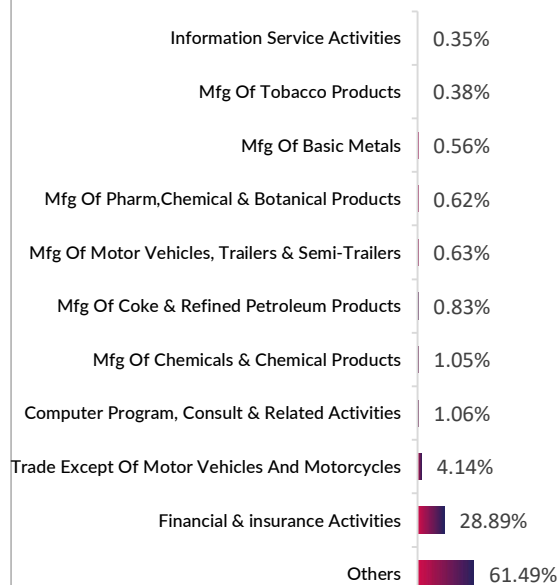 Information Service Activities 0.35%
Mfg Of Tobacco Products 0.38%
Mfg Of Basic Metals 0.56%
Mfg Of Pharm,Chemical & Botanical Products 0.62%
Mfg Of Motor Vehicles, Trailers & Semi-Trailers 0.63%
Mfg Of Coke & Refined Petroleum Products 0.83%
Mfg Of Chemicals & Chemical Products 1.05%
Computer Program, Consult & Related Activities 1.06%
Trade Except Of Motor Vehicles And Motorcycles 4.14%
Financial & insurance Activities 28.89%
Others 61.49%